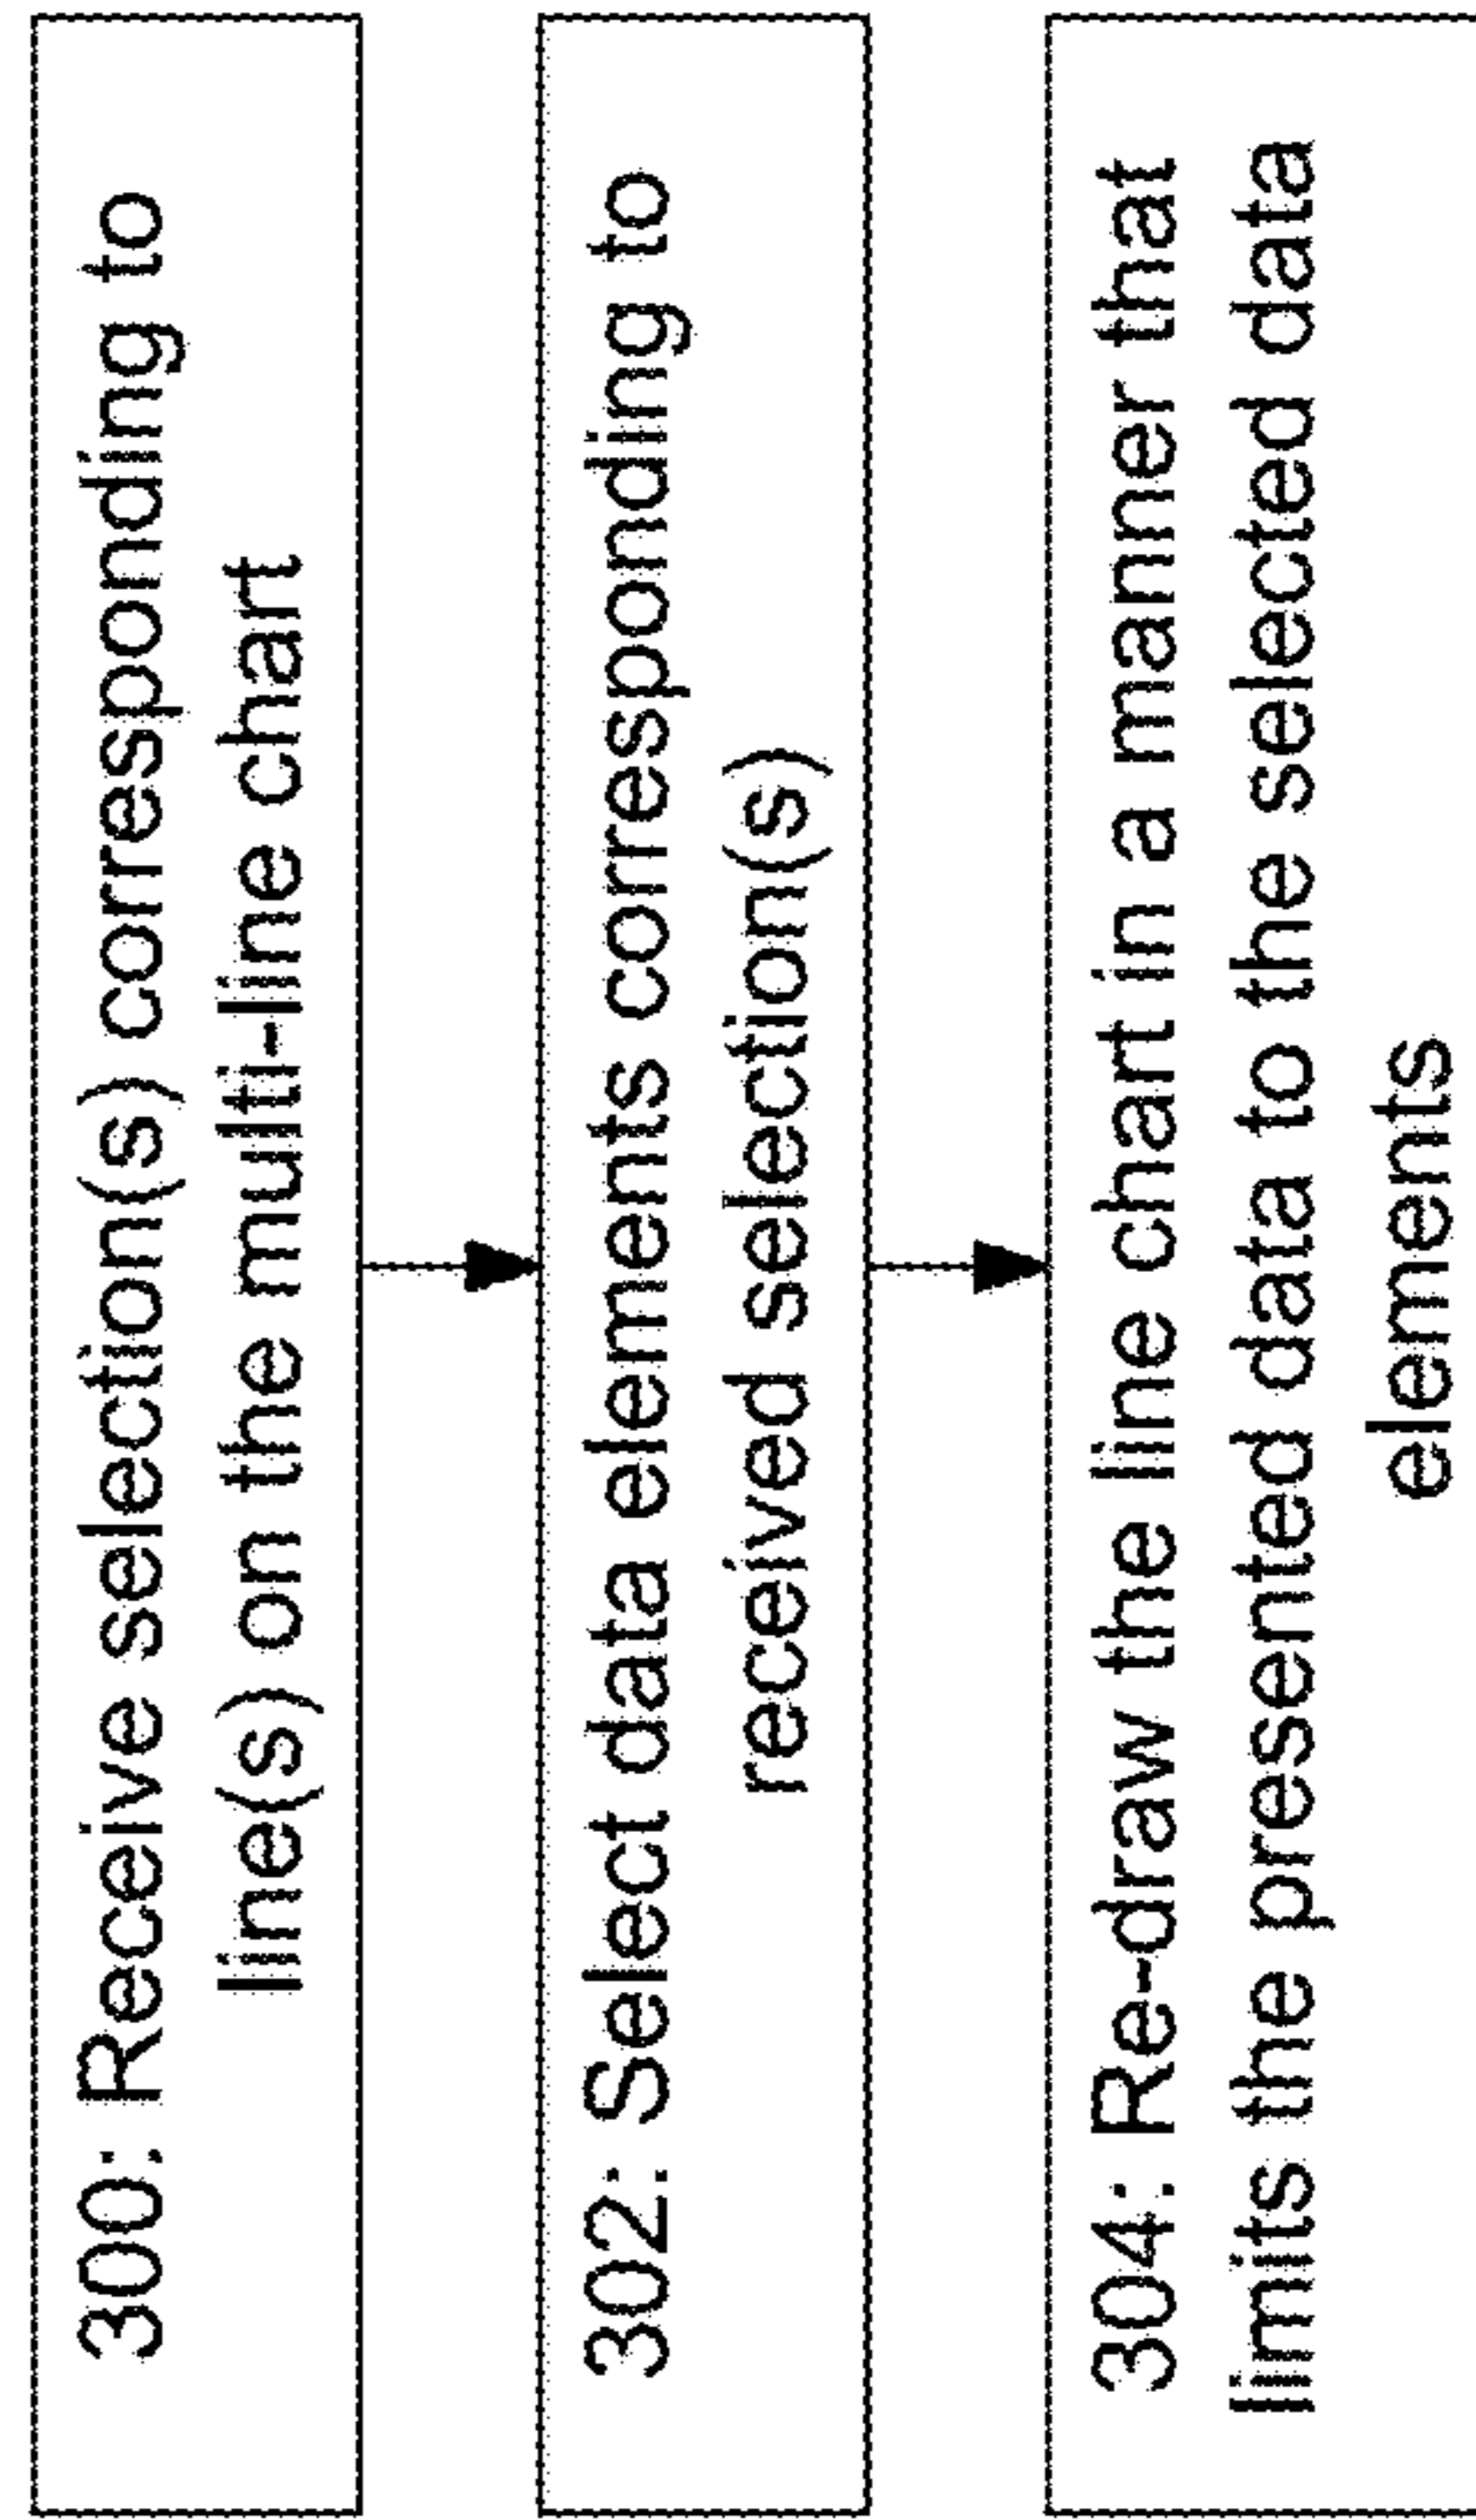 300: Receive selection(s) corresponding to
line(s) on the multi-line chart
302: Select data elements corresponding to
received selection(s)
304: Re-draw the line chart in a manner that
limits the presented data to the selected data
elements